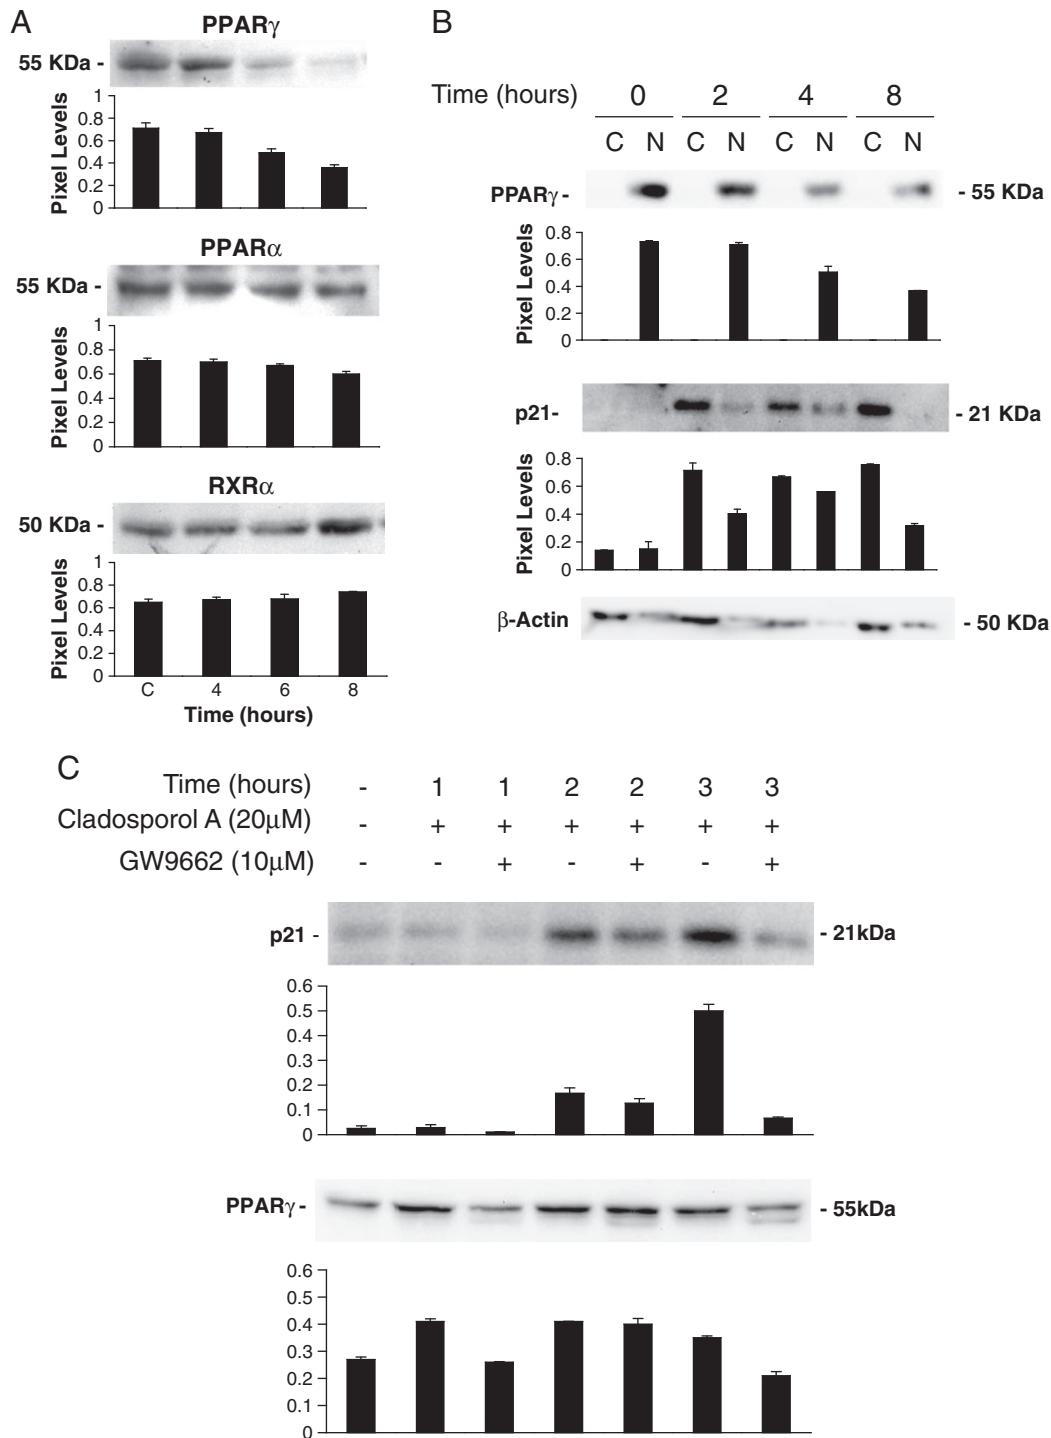 A
PPARγ
55 KDa -
Pixel Levels
1
0.8
0.6
0.4
0.2
0
PPARα
55 KDa -
Pixel Levels
1
0.8
0.6
0.4
0.2
0
RXRα
50 KDa -
Pixel Levels
1
0.8
0.6
0.4
0.2
0
C 4 6 8
Time (hours)
B
Time (hours) 0 2 4 8
C N C N C N C N
PPARγ - - 55 KDa
Pixel Levels
0.8
0.6
0.4
0.2
0
p21- - 21 KDa
Pixel Levels
0.8
0.6
0.4
0.2
0
β-Actin - 50 KDa
C
Time (hours) - 1 1 2 2 3 3
Cladosporol A (20μM) - + + + + + +
GW9662 (10μM) - - + - + - +
p21 - - 21kDa
0.6
0.5
0.4
0.3
0.2
0.1
0
PPARγ - - 55kDa
0.6
0.5
0.4
0.3
0.2
0.1
0